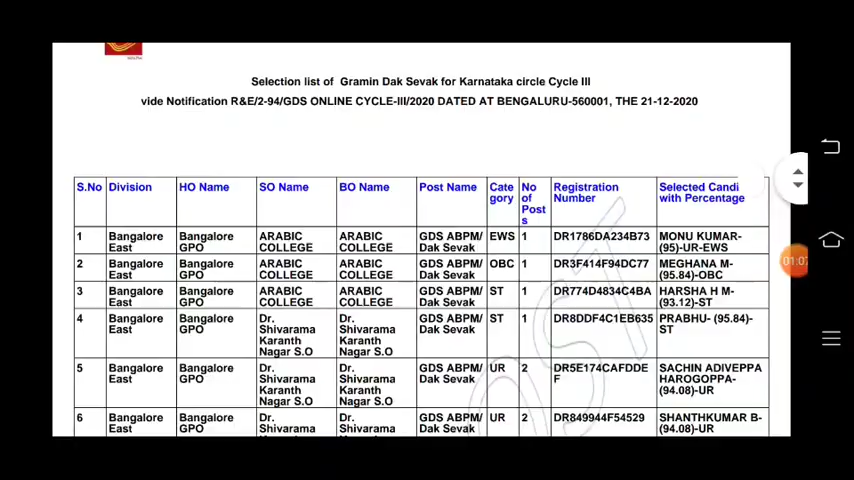 Selection list of Gramin Dak Sevak for Karnataka circle Cycle III
vide Notification R&E/2-94/GDS ONLINE CYCLE-III/2020 DATED AT BENGALURU-560001, THE 21-12-2020
S.No Division HO Name SO Name BO Name Post Name Cate gory No of Post s Registration Number Selected Candi with Percentage
1 Bangalore East Bangalore GPO ARABIC COLLEGE ARABIC COLLEGE GDS ABPM/ Dak Sevak EWS 1 DR1786DA234B73 MONU KUMAR- (95)-UR-EWS
2 Bangalore East Bangalore GPO ARABIC COLLEGE ARABIC COLLEGE GDS ABPM/ Dak Sevak OBC 1 DR3F414F94DC77 MEGHANA M- (95.84)-OBC
3 Bangalore East Bangalore GPO ARABIC COLLEGE ARABIC COLLEGE GDS ABPM/ Dak Sevak ST 1 DR774D4834C4BA HARSHA H M- (93.12)-ST
4 Bangalore East Bangalore GPO Dr. Shivarama Karanth Nagar S.O Dr. Shivarama Karanth Nagar S.O GDS ABPM/ Dak Sevak ST 1 DR8DDF4C1EB635 PRABHU- (95.84)- ST
5 Bangalore East Bangalore GPO Dr. Shivarama Karanth Nagar S.O Dr. Shivarama Karanth Nagar S.O GDS ABPM/ Dak Sevak UR 2 DR5E174CAFDDE F SACHIN ADIVEPPA HAROGOPPA- (94.08)-UR
6 Bangalore East Bangalore GPO Dr. Shivarama Dr. Shivarama GDS ABPM/ Dak Sevak UR 2 DR849944F54529 SHANTHKUMAR B- (94.08)-UR
01:07